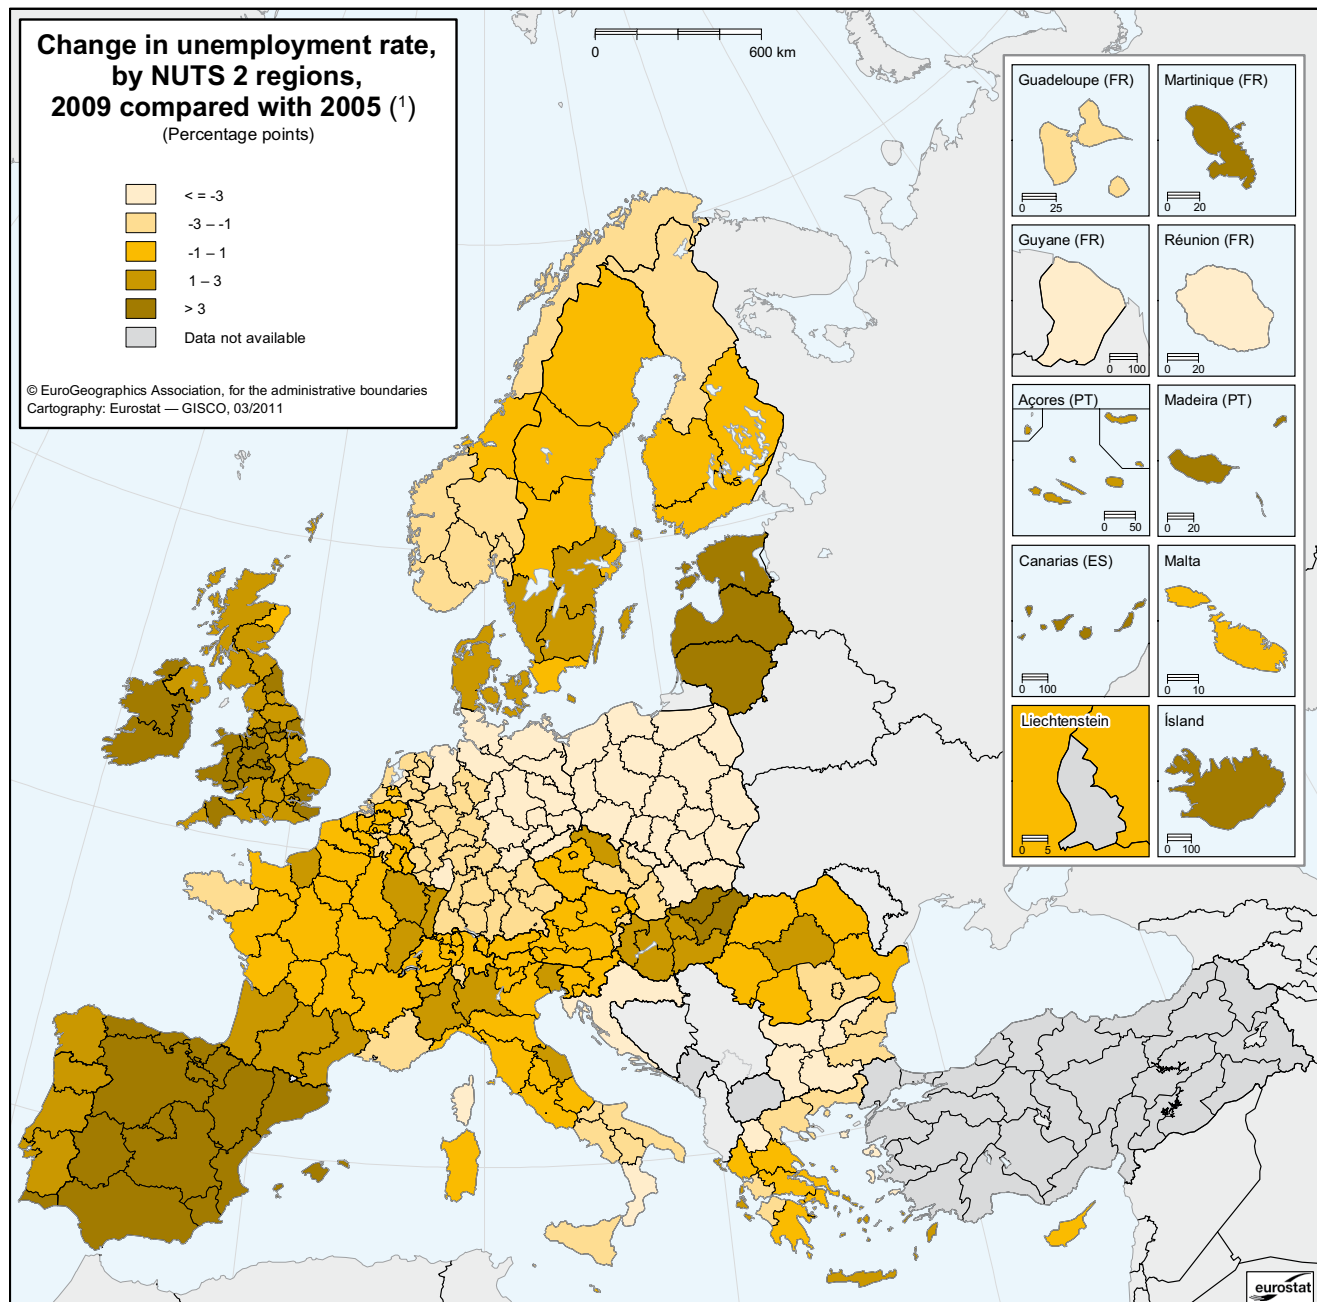 Change in unemployment rate,
by NUTS 2 regions,
2009 compared with 2005 (¹)
(Percentage points)
< = -3
-3 – -1
-1 – 1
1 – 3
> 3
Data not available
© EuroGeographics Association, for the administrative boundaries
Cartography: Eurostat — GISCO, 03/2011
0 600 km
Guadeloupe (FR)
0 25
Martinique (FR)
0 20
Guyane (FR)
0 100
Réunion (FR)
0 20
Açores (PT)
0 50
Madeira (PT)
0 20
Canarias (ES)
0 100
Malta
0 10
Liechtenstein
0 5
Ísland
0 100
eurostat